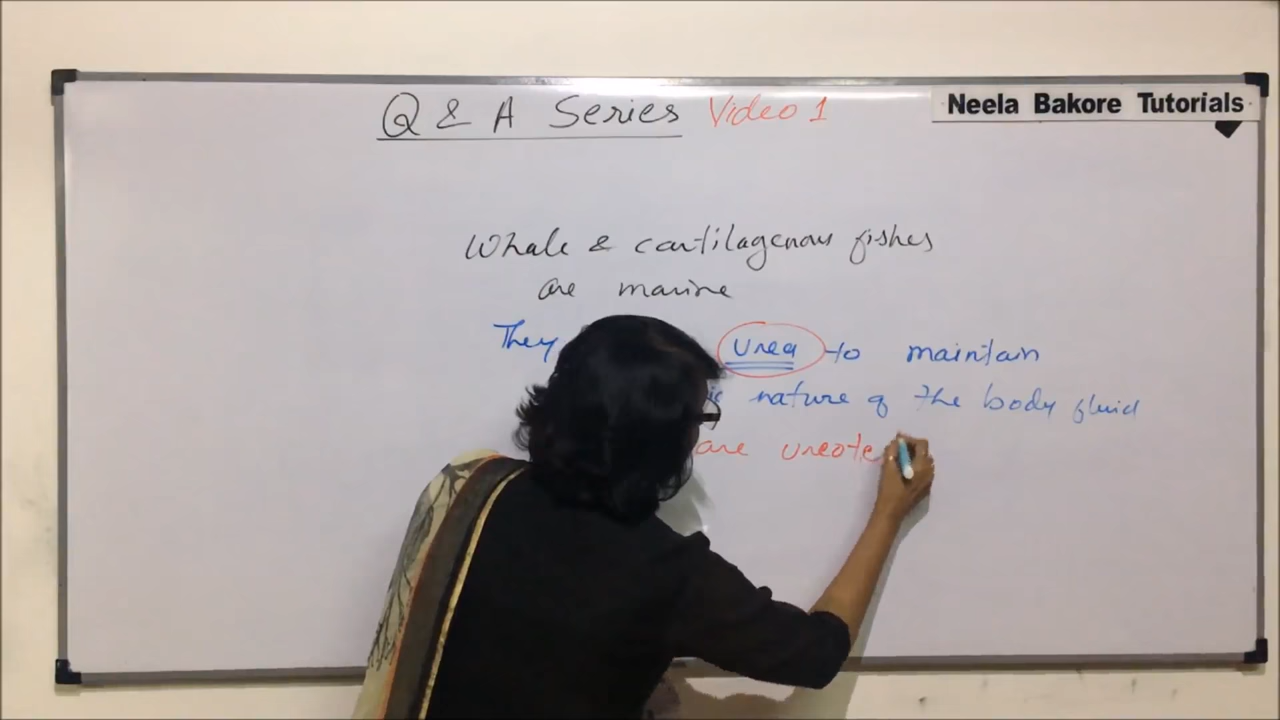 Q & A Series Video 1
Neela Bakore Tutorials
Whale & cartilagenous fishes
are marine
They urea to maintain
nature of the body fluid
are ureote